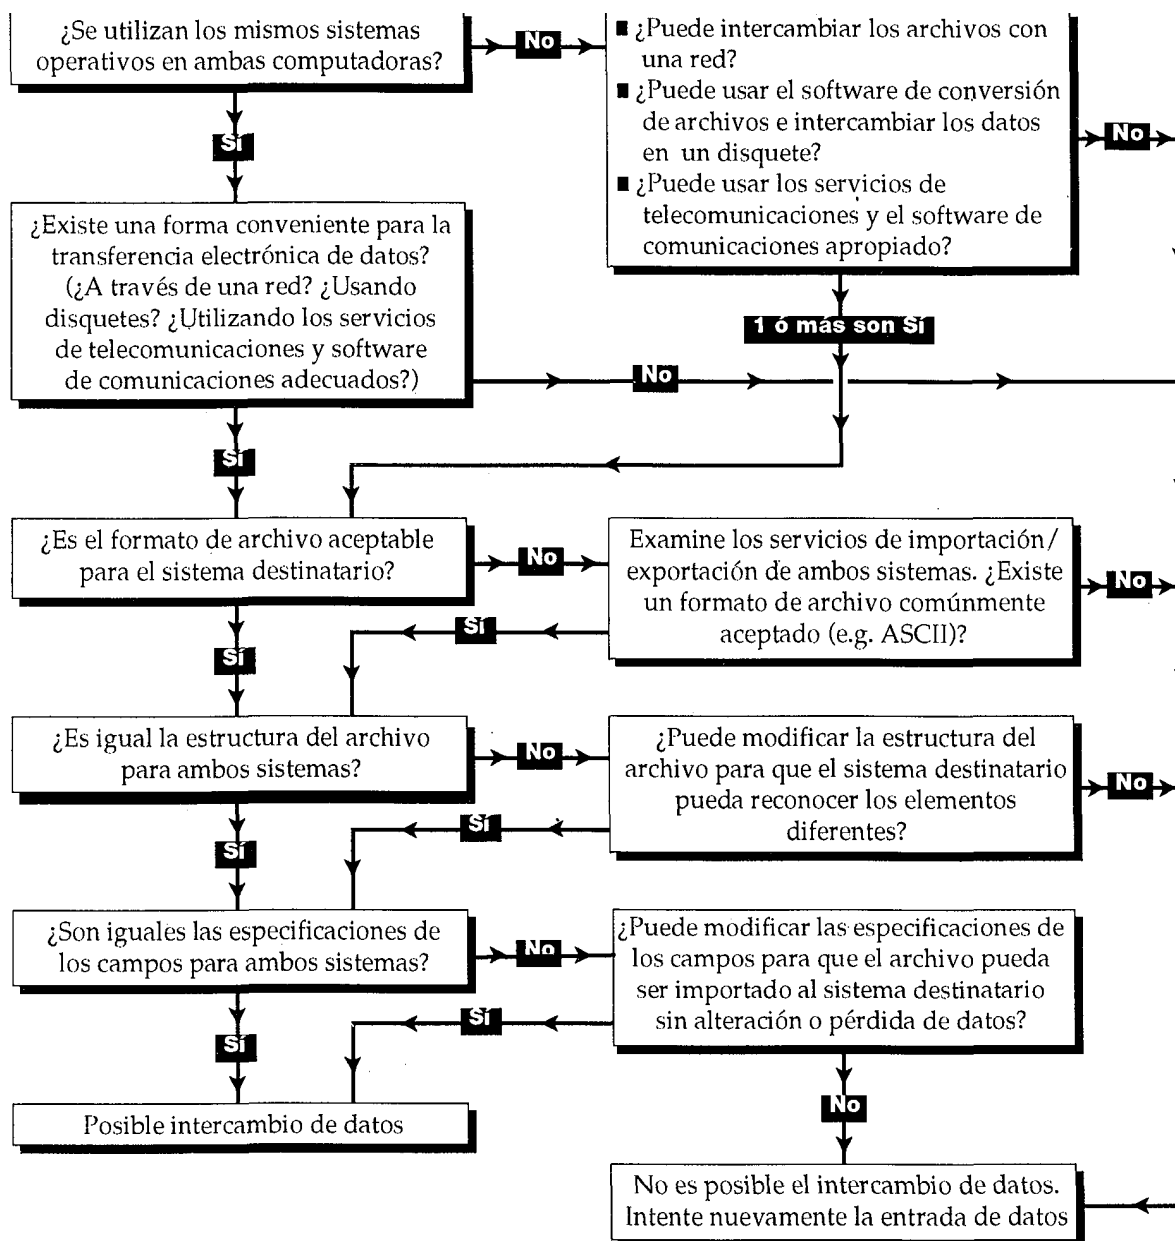 ¿Se utilizan los mismos sistemas
operativos en ambas computadoras?
No
■ ¿Puede intercambiar los archivos con
una red?
■ ¿Puede usar el software de conversión
de archivos e intercambiar los datos
en un disquete?
■ ¿Puede usar los servicios de
telecomunicaciones y el software de
comunicaciones apropiado?
No
Sí
1 ó más son Sí
¿Existe una forma conveniente para la
transferencia electrónica de datos?
(¿A través de una red? ¿Usando
disquetes? ¿Utilizando los servicios
de telecomunicaciones y software
de comunicaciones adecuados?)
No
Sí
¿Es el formato de archivo aceptable
para el sistema destinatario?
No
Examine los servicios de importación/
exportación de ambos sistemas. ¿Existe
un formato de archivo comúnmente
aceptado (e.g. ASCII)?
No
Sí
Sí
¿Es igual la estructura del archivo
para ambos sistemas?
No
¿Puede modificar la estructura del
archivo para que el sistema destinatario
pueda reconocer los elementos
diferentes?
No
Sí
Sí
¿Son iguales las especificaciones de
los campos para ambos sistemas?
No
¿Puede modificar las especificaciones de
los campos para que el archivo pueda
ser importado al sistema destinatario
sin alteración o pérdida de datos?
Sí
Sí
No
Posible intercambio de datos
No es posible el intercambio de datos.
Intente nuevamente la entrada de datos